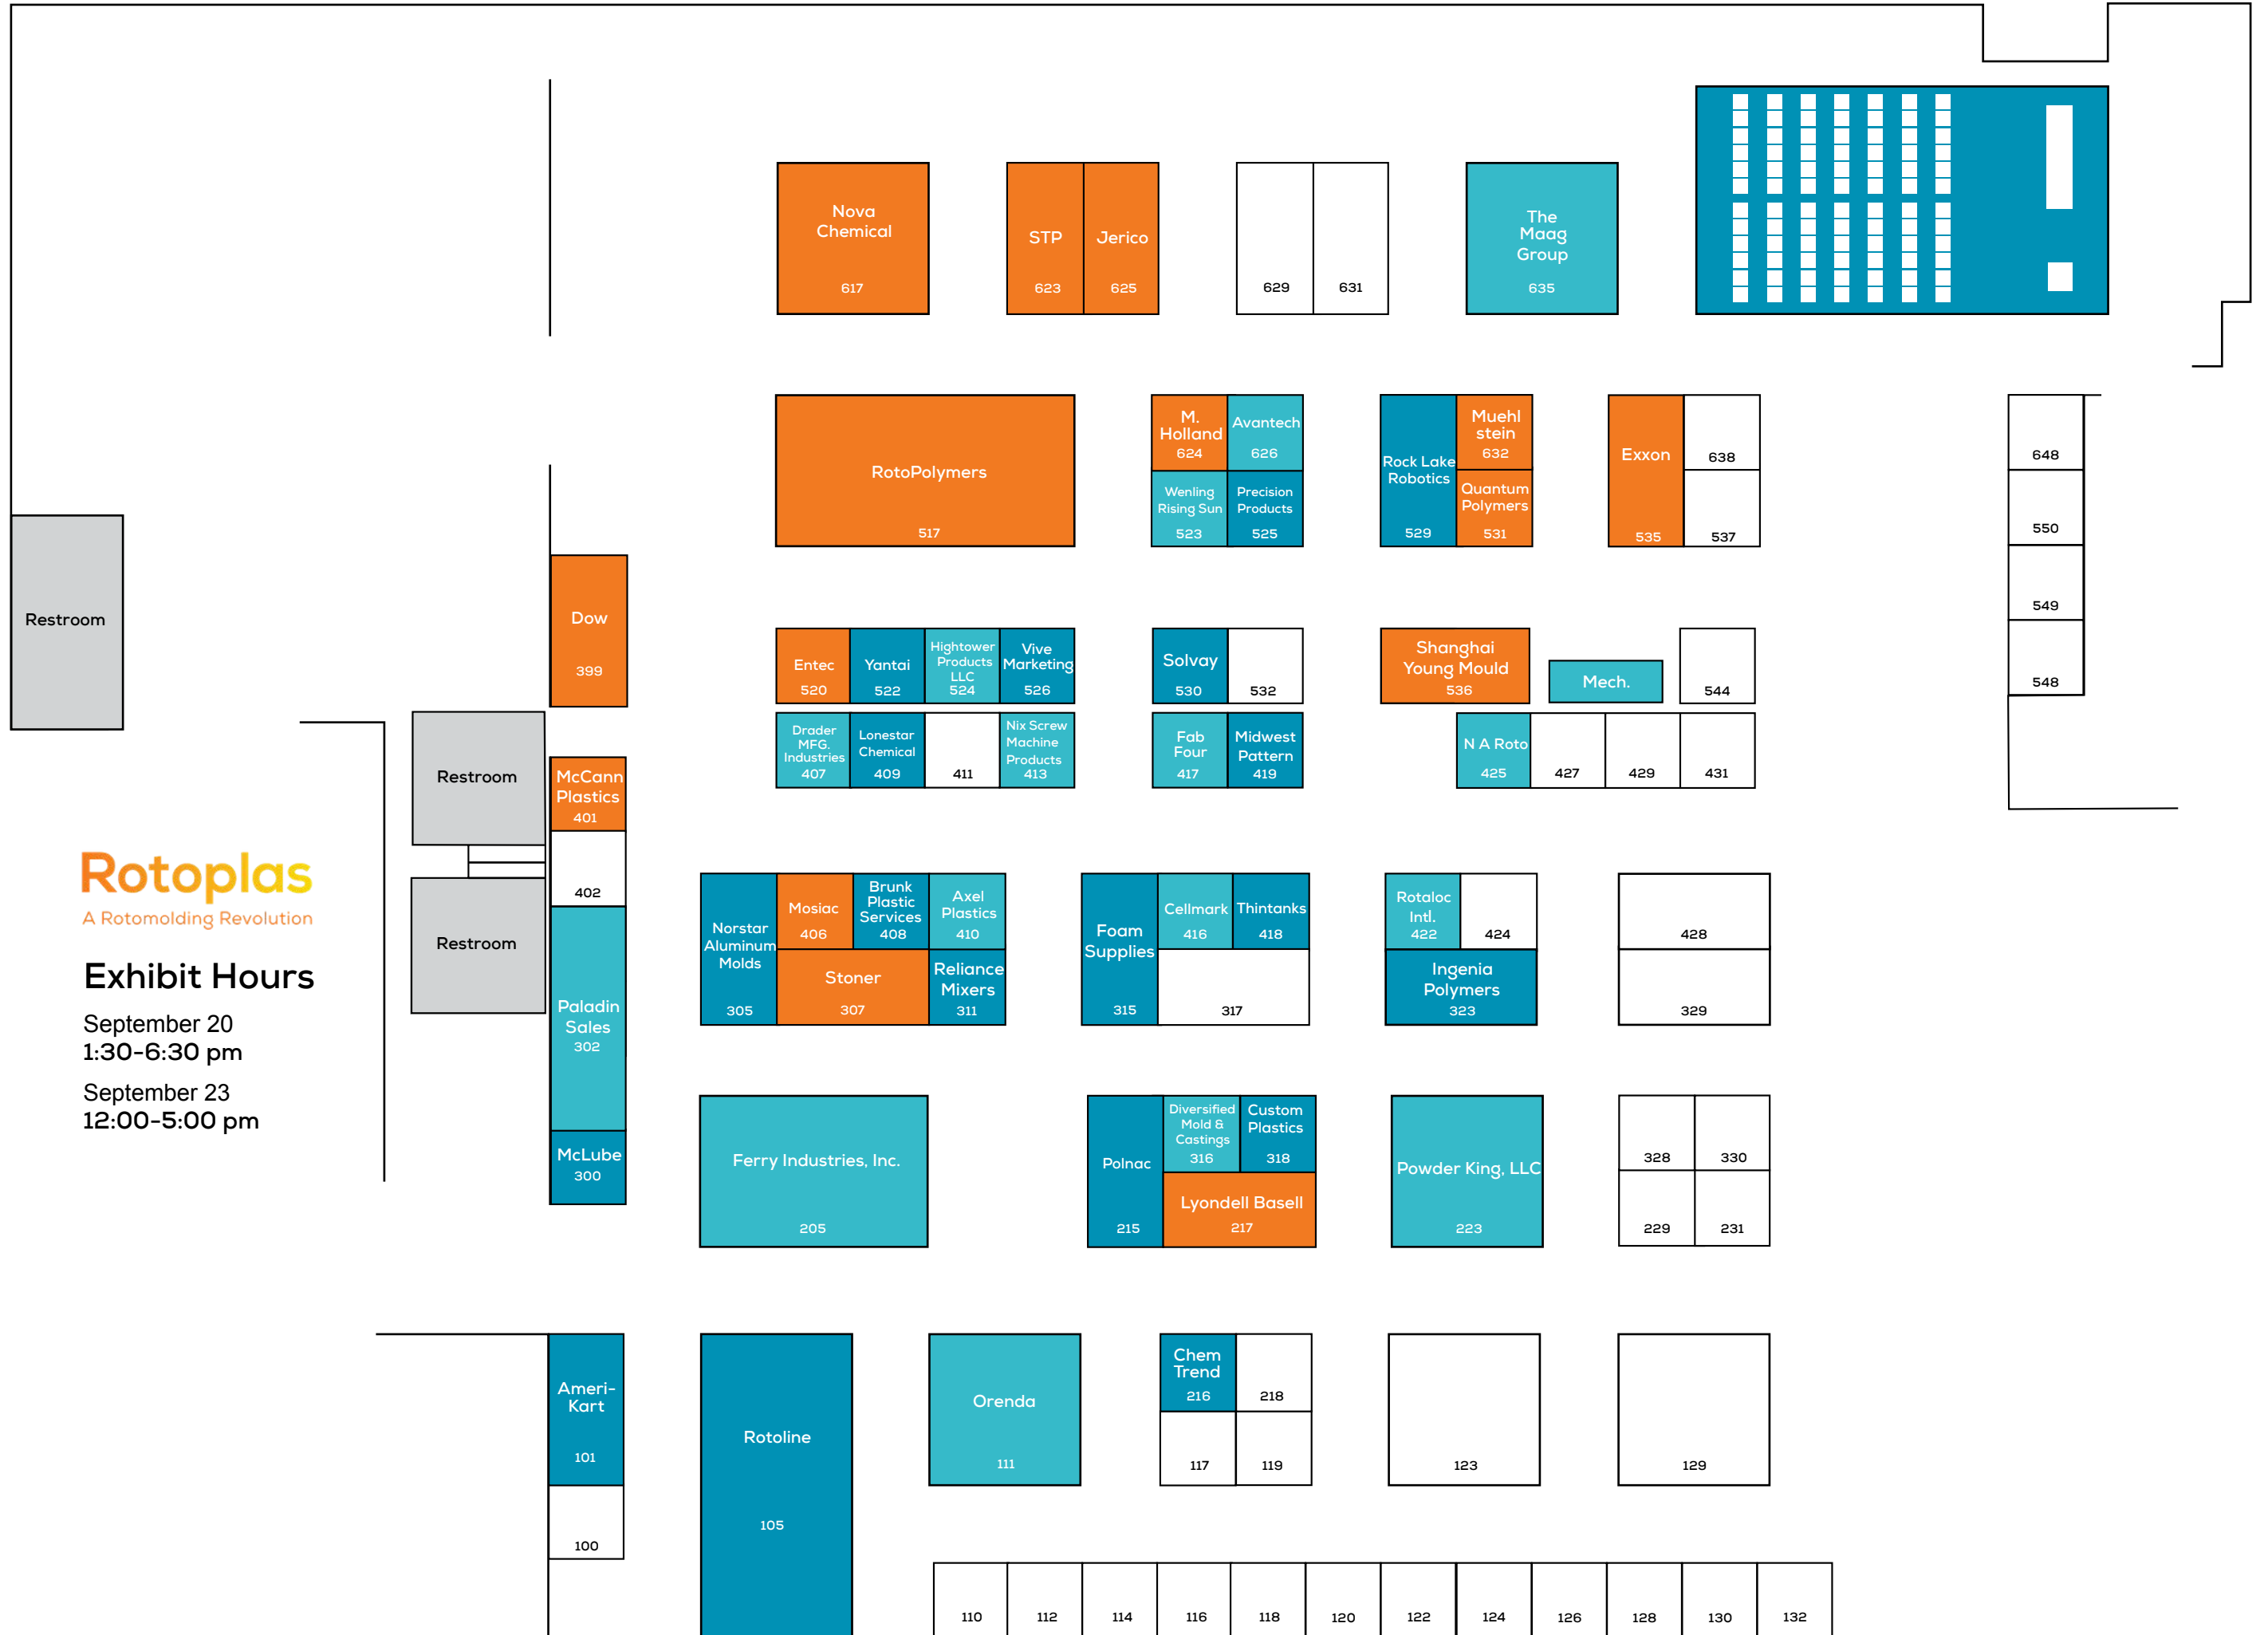 Nova
Chemical
617
STP
623
Jerico
625
629
631
The
Maag
Group
635
RotoPolymers
517
M.
Holland
624
Avantech
626
Wenling
Rising Sun
523
Precision
Products
525
Rock Lake
Robotics
529
Muehl
stein
632
Quantum
Polymers
531
Exxon
535
638
537
648
550
549
548
Restroom
Dow
399
Entec
520
Yantai
522
Hightower
Products
LLC
524
Vive
Marketing
526
Solvay
530
532
Shanghai
Young Mould
536
Mech.
544
Drader
MFG.
Industries
407
Lonestar
Chemical
409
411
Nix Screw
Machine
Products
413
Fab
Four
417
Midwest
Pattern
419
N A Roto
425
427
429
431
Restroom
McCann
Plastics
401
402
Restroom
Rotoplas
A Rotomolding Revolution
Exhibit Hours
September 20
1:30-6:30 pm
September 23
12:00-5:00 pm
Paladin
Sales
302
McLube
300
Norstar
Aluminum
Molds
305
Mosiac
406
Brunk
Plastic
Services
408
Axel
Plastics
410
Stoner
307
Reliance
Mixers
311
Foam
Supplies
315
Cellmark
416
Thintanks
418
317
Rotaloc
Intl.
422
424
Ingenia
Polymers
323
428
329
Ferry Industries, Inc.
205
Polnac
215
Diversified
Mold &
Castings
316
Custom
Plastics
318
Lyondell Basell
217
Powder King, LLC
223
328
330
229
231
Ameri-
Kart
101
100
Rotoline
105
Orenda
111
Chem
Trend
216
218
117
119
123
129
110
112
114
116
118
120
122
124
126
128
130
132